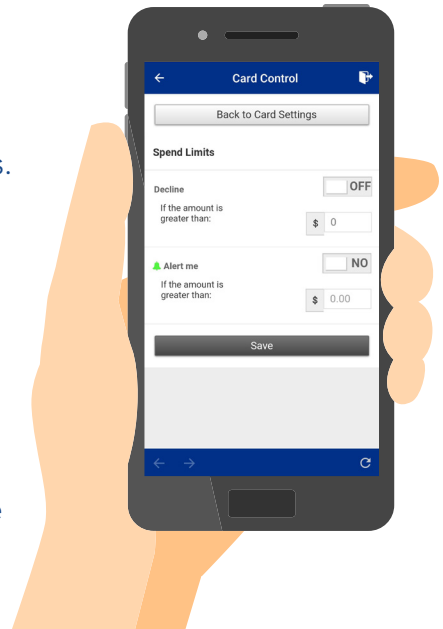 Card Control
Back to Card Settings
s.
Spend Limits
Decline
OFF
If the amount is
greater than:
$ 0
Alert me
NO
If the amount is
greater than:
$ 0.00
Save
e